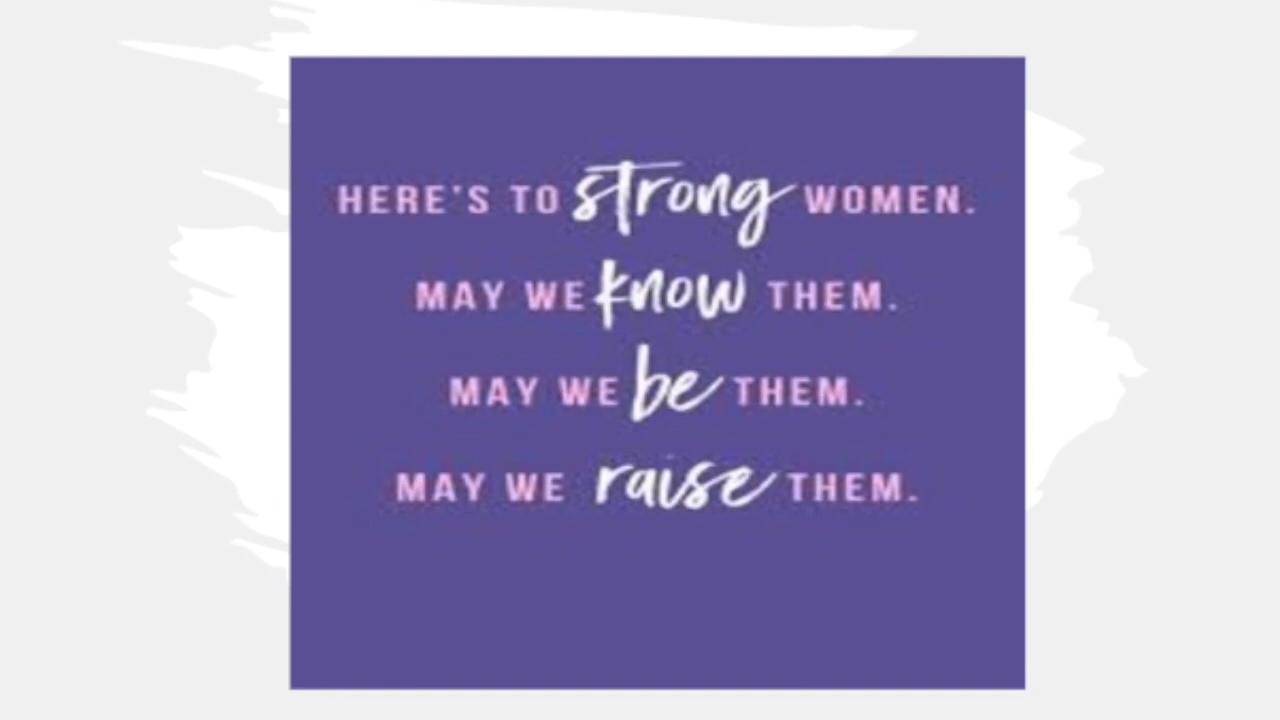 HERE'S TO strong WOMEN.
MAY WE know THEM.
MAY WE be THEM.
MAY WE raise THEM.